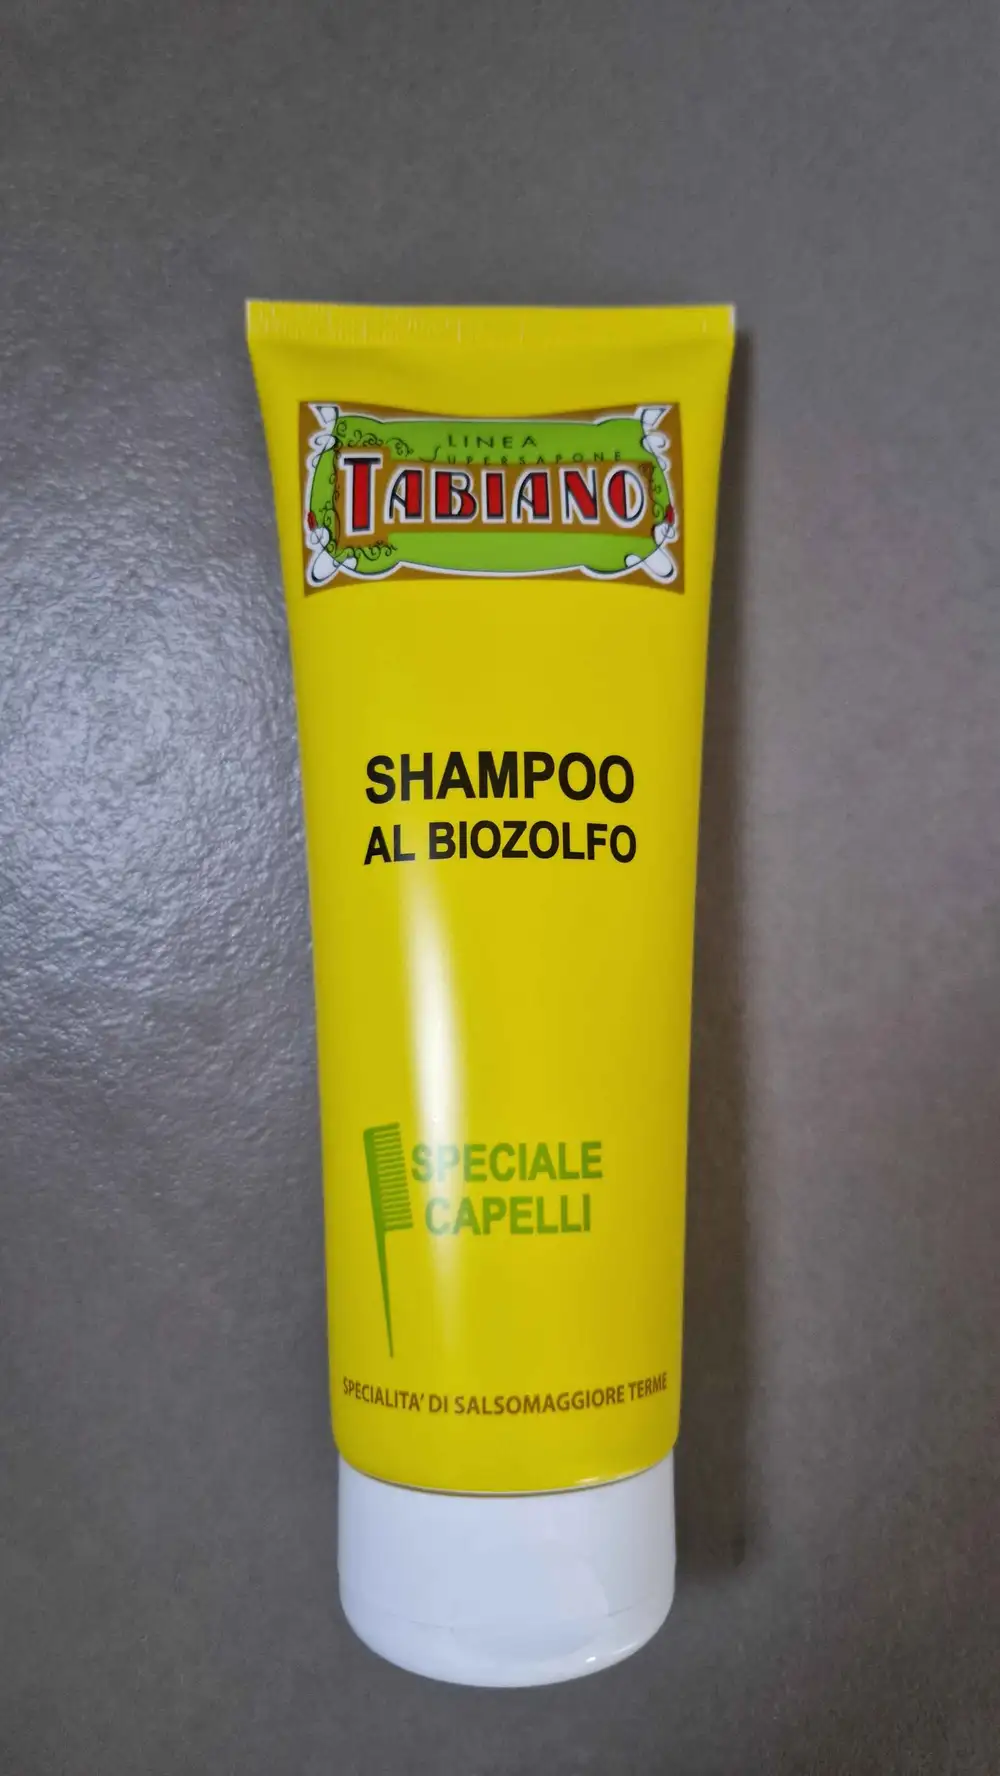 LINEA
SUPERSAPONE
TABIANO
SHAMPOO
AL BIOZOLFO
SPECIALE
CAPELLI
SPECIALITA' DI SALSOMAGGIORE TERME